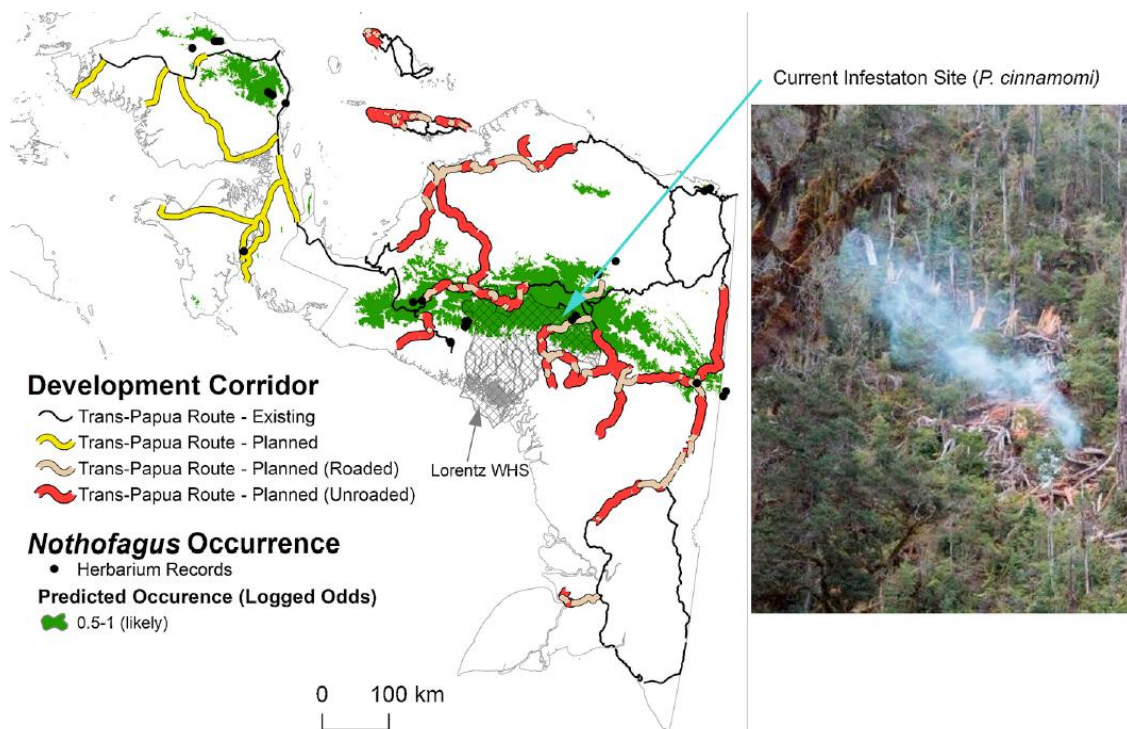 Current Infestaton Site (P. cinnamomi)
Development Corridor
Trans-Papua Route - Existing
Trans-Papua Route - Planned
Trans-Papua Route - Planned (Roaded)
Trans-Papua Route - Planned (Unroaded)
Lorentz WHS
Nothofagus Occurrence
Herbarium Records
Predicted Occurence (Logged Odds)
0.5-1 (likely)
0 100 km